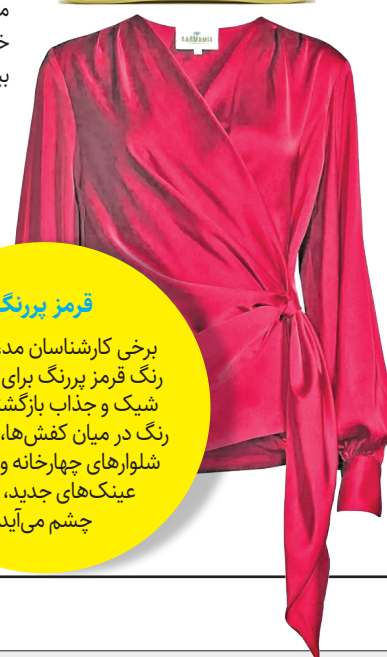 قرمز پررنگ
برخی کارشناسان مد،
رنگ قرمز پررنگ برای
شیک و جذاب
رنگ در میان کفش‌ها،
شلوارهای چهارخانه و
عینک‌های جدید،
چشم می‌آید